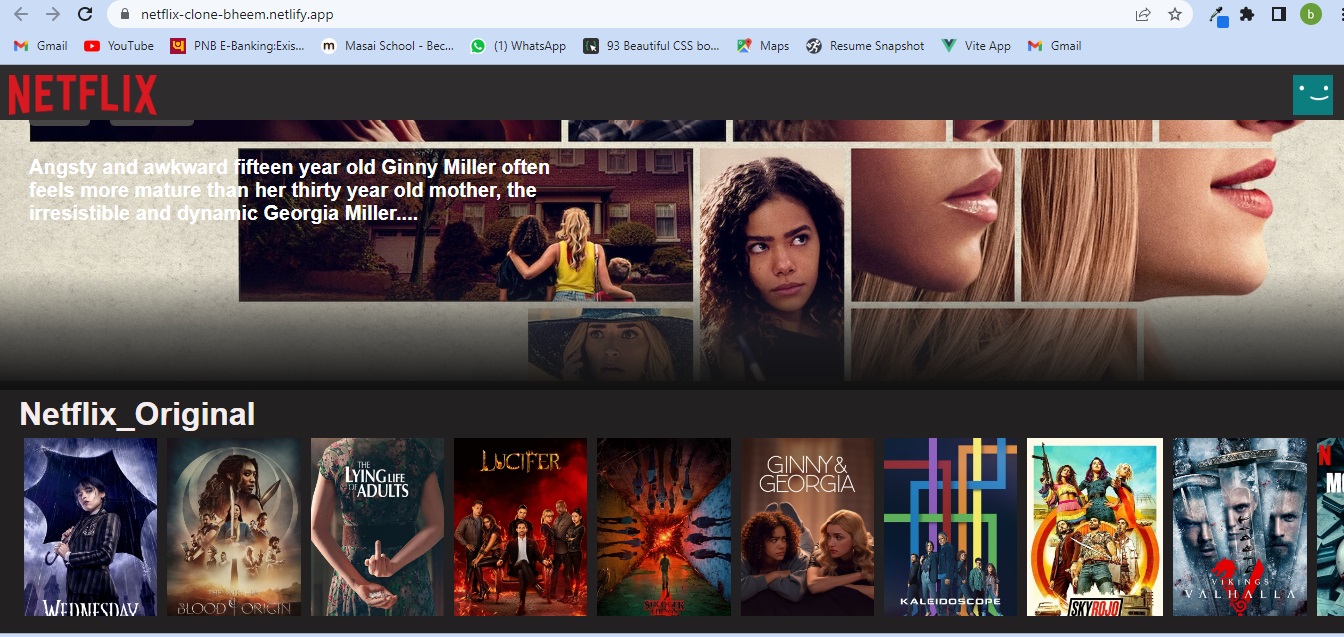 netflix-clone-bheem.netlify.app
b
Gmail
YouTube
PNB E-Banking:Exis...
m
Masai School - Bec...
(1) WhatsApp
93 Beautiful CSS bo...
Maps
Resume Snapshot
Vite App
Gmail
NETFLIX
Angsty and awkward fifteen year old Ginny Miller often
feels more mature than her thirty year old mother, the
irresistible and dynamic Georgia Miller....
Netflix_Original
WEDNESDAY
BLOOD ORIGIN
THE
LYING LIFE
OF ADULTS
LUCIFER
GINNY &
GEORGIA
KALEIDOSCOPE
SKY ROJO
VIKINGS
VALHALLA
N